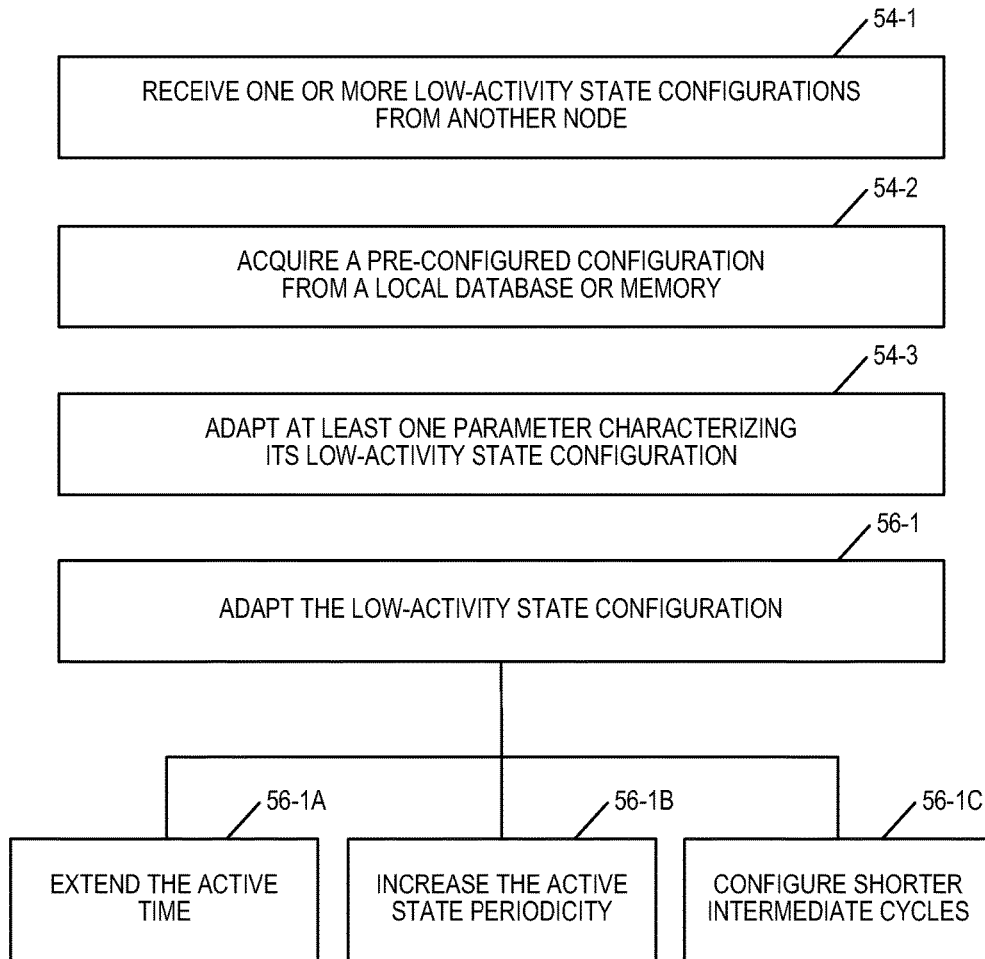 54-1
RECEIVE ONE OR MORE LOW-ACTIVITY STATE CONFIGURATIONS
FROM ANOTHER NODE
54-2
ACQUIRE A PRE-CONFIGURED CONFIGURATION
FROM A LOCAL DATABASE OR MEMORY
54-3
ADAPT AT LEAST ONE PARAMETER CHARACTERIZING
ITS LOW-ACTIVITY STATE CONFIGURATION
56-1
ADAPT THE LOW-ACTIVITY STATE CONFIGURATION
56-1A
EXTEND THE ACTIVE
TIME
56-1B
INCREASE THE ACTIVE
STATE PERIODICITY
56-1C
CONFIGURE SHORTER
INTERMEDIATE CYCLES